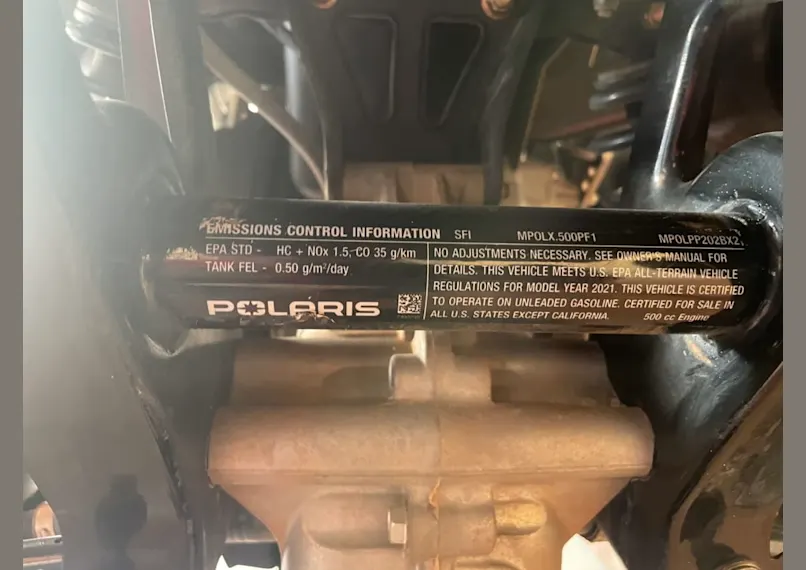 EMISSIONS CONTROL INFORMATION SFI MPOLX.500PF1
EPA STD - HC + NOx 1.5, CO 35 g/km
TANK FEL - 0.50 g/m²/day
NO ADJUSTMENTS NECESSARY. SEE OWNER'S MANUAL FOR
DETAILS. THIS VEHICLE MEETS U.S. EPA ALL-TERRAIN VEHICLE
REGULATIONS FOR MODEL YEAR 2021. THIS VEHICLE IS CERTIFIED
TO OPERATE ON UNLEADED GASOLINE. CERTIFIED FOR SALE IN
ALL U.S. STATES EXCEPT CALIFORNIA. 500 cc Engine
POLARIS